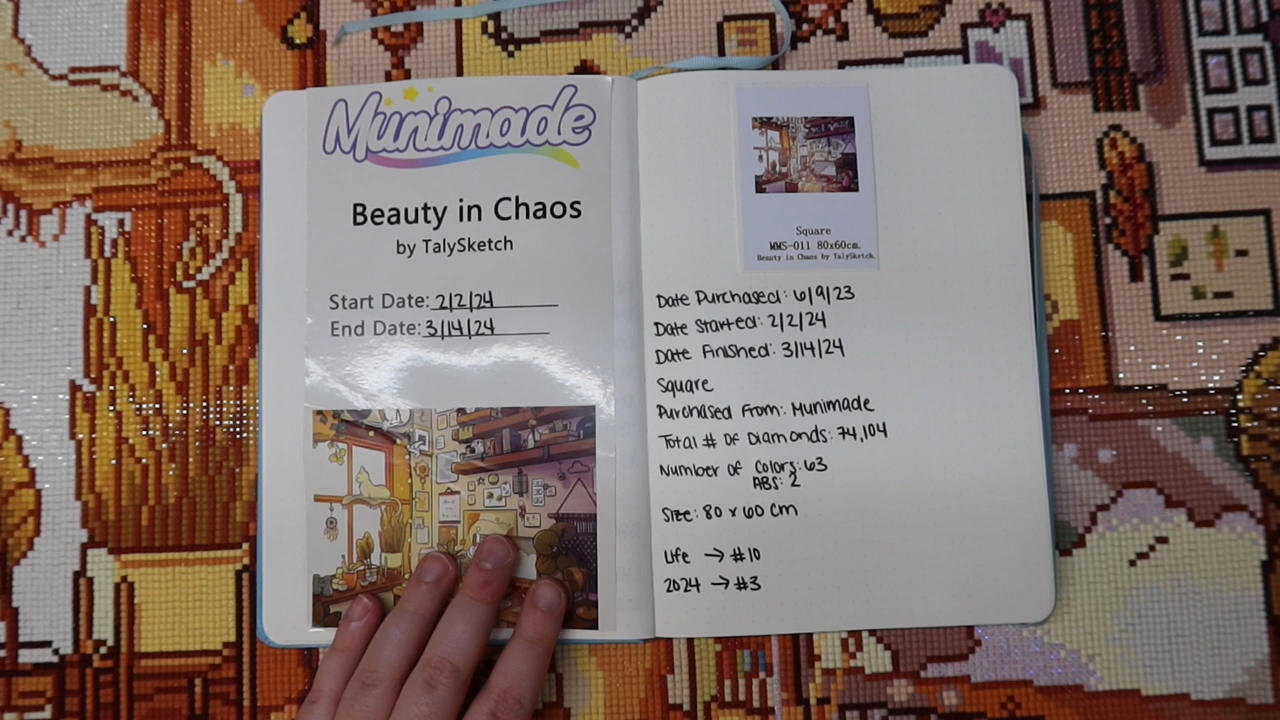 Munimade
Beauty in Chaos
by TalySketch
Start Date: 2/2/24
End Date: 3/14/24
Square
MMS-011 80x60cm.
Beauty in Chaos by TalySketch.
Date Purchased: 6/9/23
Date Started: 2/2/24
Date Finished: 3/14/24
Square
Purchased From: Munimade
Total # Of Diamonds: 74,104
Number of Colors: 63
ABS: 2
Size: 80 x 60 cm
Life → #10
2024 → #3